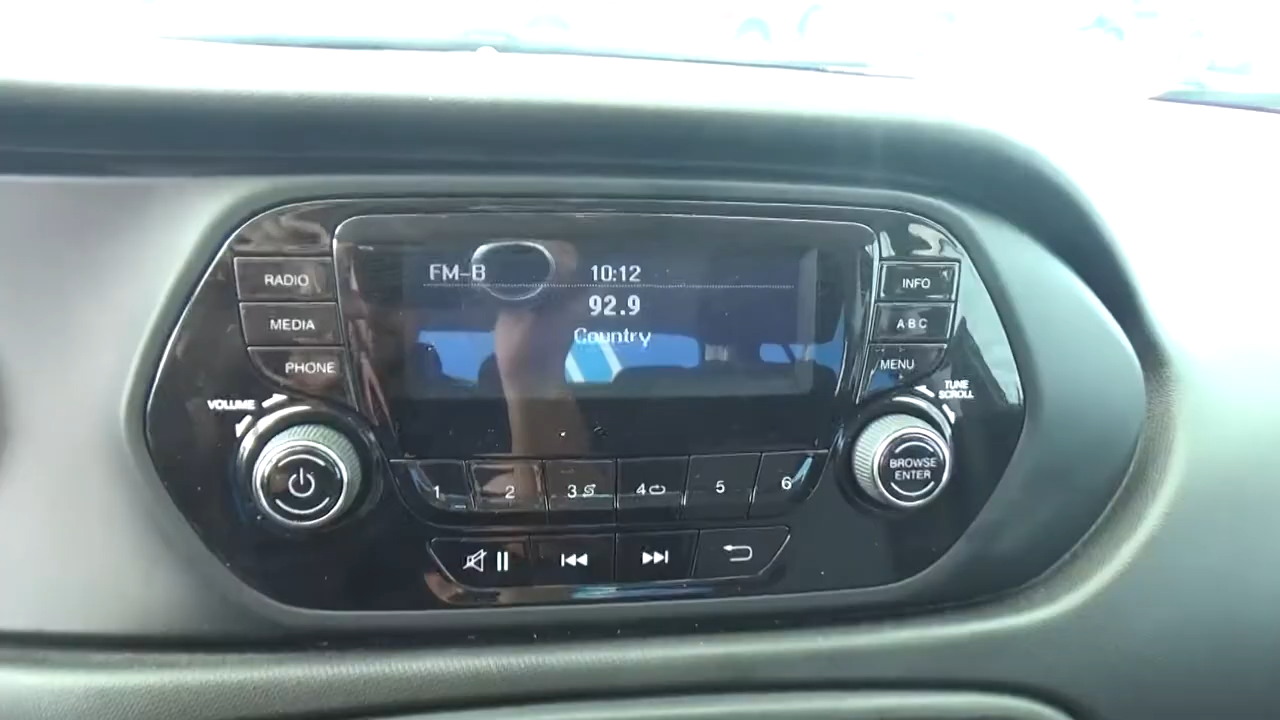 FM-B 10:12
92.9
Country
RADIO
MEDIA
PHONE
INFO
ABC
MENU
VOLUME
TUNE
SCROLL
BROWSE
ENTER
1 2 3 4 5 6